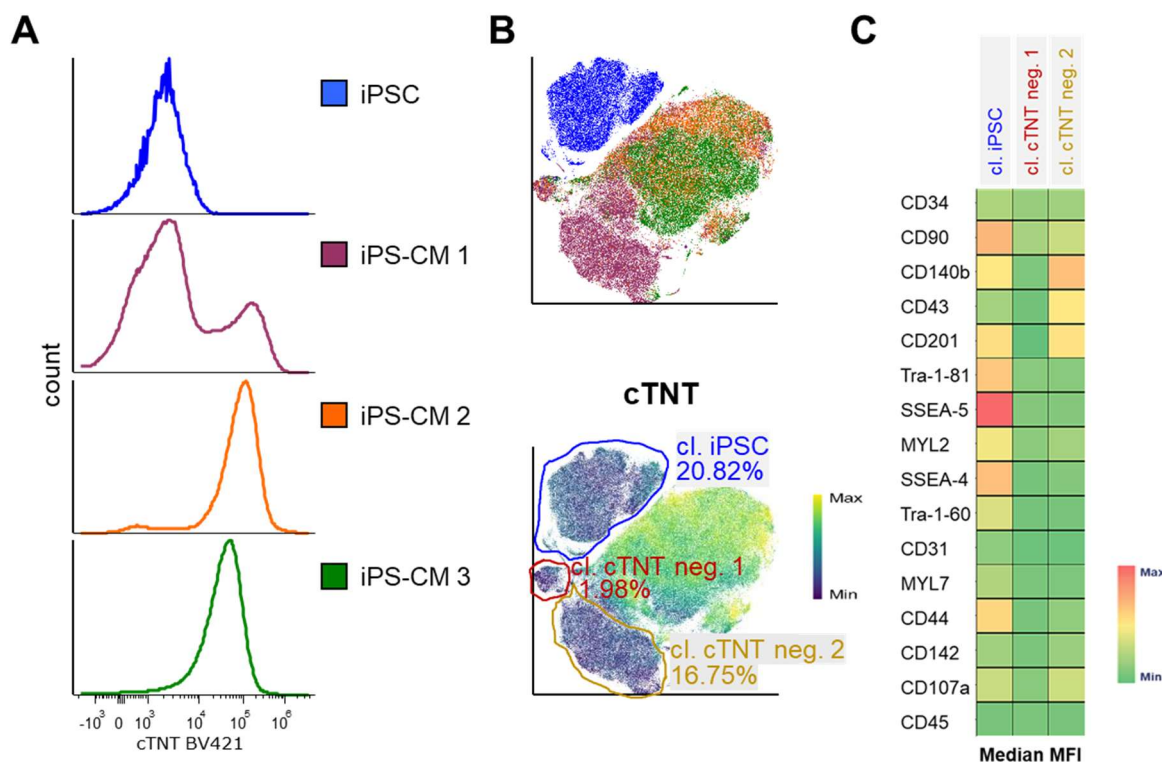 A
iPSC
iPS-CM 1
iPS-CM 2
iPS-CM 3
count
-10³ 0 10³ 10⁴ 10⁵ 10⁶
cTNT BV421
B
cTNT
cl. iPSC
20.82%
cl. cTNT neg. 1
1.98%
cl. cTNT neg. 2
16.75%
Max
Min
C
cl. iPSC
cl. cTNT neg. 1
cl. cTNT neg. 2
CD34
CD90
CD140b
CD43
CD201
Tra-1-81
SSEA-5
MYL2
SSEA-4
Tra-1-60
CD31
MYL7
CD44
CD142
CD107a
CD45
Median MFI
Max
Min